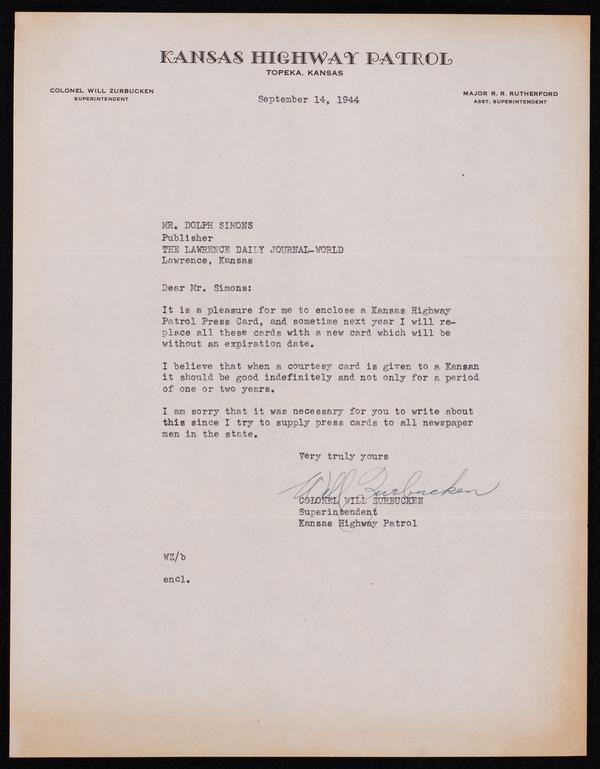 KANSAS HIGHWAY PATROL
TOPEKA, KANSAS
COLONEL WILL ZURBUCKEN
SUPERINTENDENT
MAJOR R. R. RUTHERFORD
ASST. SUPERINTENDENT
September 14, 1944
MR. DOLPH SIMONS
Publisher
THE LAWRENCE DAILY JOURNAL-WORLD
Lawrence, Kansas
Dear Mr. Simons:
It is a pleasure for me to enclose a Kansas Highway
Patrol Press Card, and sometime next year I will re-
place all these cards with a new card which will be
without an expiration date.
I believe that when a courtesy card is given to a Kansan
it should be good indefinitely and not only for a period
of one or two years.
I am sorry that it was necessary for you to write about
this since I try to supply press cards to all newspaper
men in the state.
Very truly yours
Will Zurbucken
COLONEL WILL ZURBUCKEN
Superintendent
Kansas Highway Patrol
WZ/b
encl.